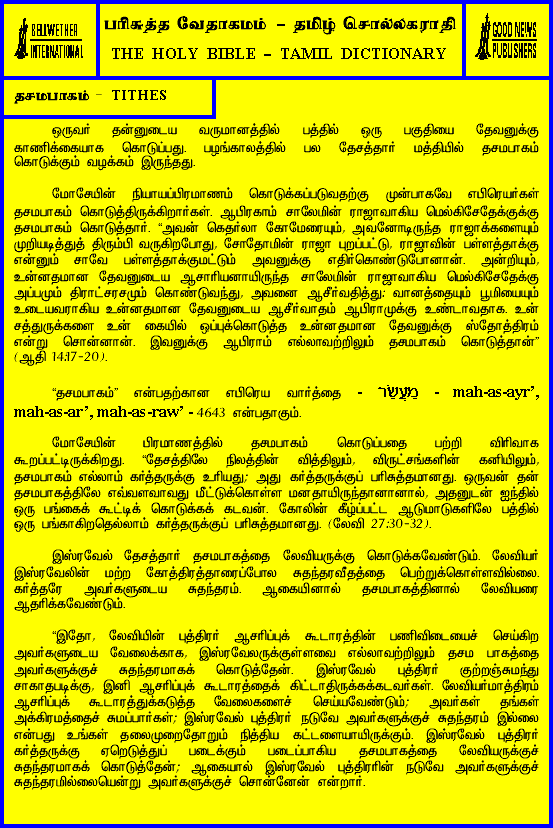 BELLWETHER
INTERNATIONAL
பரிசுத்த வேதாகமம் – தமிழ் சொல்லகராதி
THE HOLY BIBLE – TAMIL DICTIONARY
GOOD NEWS
PUBLISHERS
தசமபாகம் – TITHES
ஒருவர் தன்னுடைய வருமானத்தில் பத்தில் ஒரு பகுதியை தேவனுக்கு
காணிக்கையாக கொடுப்பது. பழங்காலத்தில் பல தேசத்தார் மத்தியில் தசமபாகம்
கொடுக்கும் வழக்கம் இருந்தது.
மோசேயின் நியாயப்பிரமாணம் கொடுக்கப்படுவதற்கு முன்பாகவே எபிரெயர்கள்
தசமபாகம் கொடுத்திருக்கிறார்கள். ஆபிரகாம் சாலேமின் ராஜாவாகிய மெல்கிசேதேக்குக்கு
தசமபாகம் கொடுத்தார். “அவன் கெதர்லா கோமேரையும், அவனோடிருந்த ராஜாக்களையும்
முறியடித்துத் திரும்பி வருகிறபோது, சோதோமின் ராஜா புறப்பட்டு, ராஜாவின் பள்ளத்தாக்கு
என்னும் சாவே பள்ளத்தாக்குமட்டும் அவனுக்கு எதிர்கொண்டுபோனான். அன்றியும்,
உன்னதமான தேவனுடைய ஆசாரியனாயிருந்த சாலேமின் ராஜாவாகிய மெல்கிசேதேக்கு
அப்பமும் திராட்சரசமும் கொண்டுவந்து, அவனை ஆசீர்வதித்து; வானத்தையும் பூமியையும்
உடையவராகிய உன்னதமான தேவனுடைய ஆசீர்வாதம் ஆபிராமுக்கு உண்டாவதாக. உன்
சத்துருக்களை உன் கையில் ஒப்புக்கொடுத்த உன்னதமான தேவனுக்கு ஸ்தோத்திரம்
என்று சொன்னான். இவனுக்கு ஆபிராம் எல்லாவற்றிலும் தசமபாகம் கொடுத்தான்”
(ஆதி 14:17-20).
“தசமபாகம்” என்பதற்கான எபிரெய வார்த்தை - מַעֲשֵׂר - mah-as-ayr’,
mah-as-ar’, mah-as-raw’ - 4643 என்பதாகும்.
மோசேயின் பிரமாணத்தில் தசமபாகம் கொடுப்பதை பற்றி விரிவாக
கூறப்பட்டிருக்கிறது. “தேசத்திலே நிலத்தின் வித்திலும், விருட்சங்களின் கனியிலும்,
தசமபாகம் எல்லாம் கர்த்தருக்கு உரியது; அது கர்த்தருக்குப் பரிசுத்தமானது. ஒருவன் தன்
தசமபாகத்திலே எவ்வளவாவது மீட்டுக்கொள்ள மனதாயிருந்தானானால், அதனுடன் ஐந்தில்
ஒரு பங்கைக் கூட்டிக் கொடுக்கக் கடவன். கோலின் கீழ்ப்பட்ட ஆடுமாடுகளிலே பத்தில்
ஒரு பங்காகிறதெல்லாம் கர்த்தருக்குப் பரிசுத்தமானது. (லேவி 27:30-32).
இஸ்ரவேல் தேசத்தார் தசமபாகத்தை லேவியருக்கு கொடுக்கவேண்டும். லேவியர்
இஸ்ரவேலின் மற்ற கோத்திரத்தாரைப்போல சுதந்தரவீதத்தை பெற்றுக்கொள்ளவில்லை.
கர்த்தரே அவர்களுடைய சுதந்தரம். ஆகையினால் தசமபாகத்தினால் லேவியரை
ஆதரிக்கவேண்டும்.
“இதோ, லேவியின் புத்திரர் ஆசரிப்புக் கூடாரத்தின் பணிவிடையைச் செய்கிற
அவர்களுடைய வேலைக்காக, இஸ்ரவேலருக்குள்ளவை எல்லாவற்றிலும் தசம பாகத்தை
அவர்களுக்குச் சுதந்தரமாகக் கொடுத்தேன். இஸ்ரவேல் புத்திரர் குற்றஞ்சுமந்து
சாகாதபடிக்கு, இனி ஆசரிப்புக் கூடாரத்தைக் கிட்டாதிருக்கக்கடவர்கள். லேவியர்மாத்திரம்
ஆசரிப்புக் கூடாரத்துக்கடுத்த வேலைகளைச் செய்யவேண்டும்; அவர்கள் தங்கள்
அக்கிரமத்தைச் சுமப்பார்கள்; இஸ்ரவேல் புத்திரர் நடுவே அவர்களுக்குச் சுதந்தரம் இல்லை
என்பது உங்கள் தலைமுறைதோறும் நித்திய கட்டளையாயிருக்கும். இஸ்ரவேல் புத்திரர்
கர்த்தருக்கு ஏறெடுத்துப் படைக்கும் படைப்பாகிய தசமபாகத்தை லேவியருக்குச்
சுதந்தரமாகக் கொடுத்தேன்; ஆகையால் இஸ்ரவேல் புத்திரரின் நடுவே அவர்களுக்குச்
சுதந்தரமில்லையென்று அவர்களுக்குச் சொன்னேன் என்றார்.